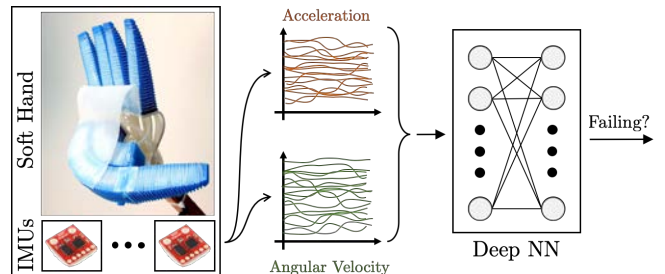 Soft Hand
IMUs
Acceleration
Angular Velocity
Deep NN
Failing?